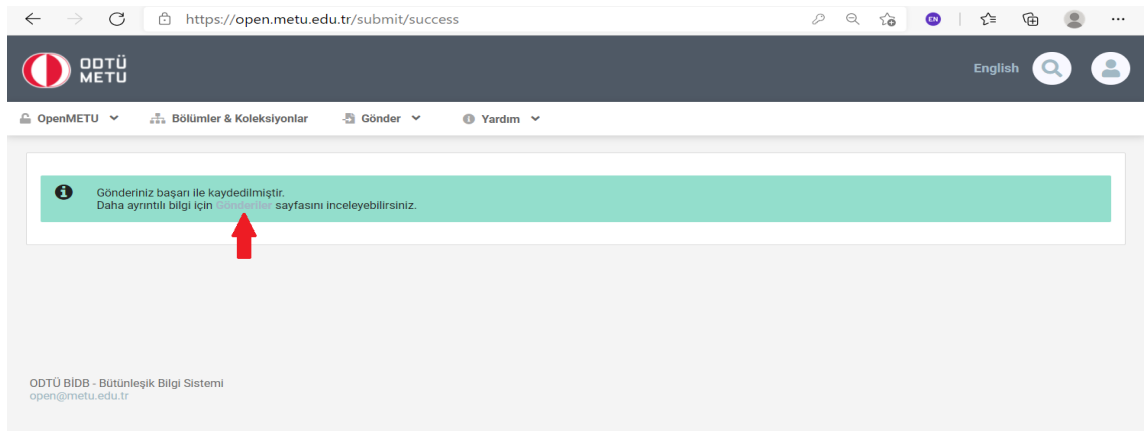 https://open.metu.edu.tr/submit/success
EN
ODTÜ
METU
English
OpenMETU
Bölümler & Koleksiyonlar
Gönder
Yardım
Gönderiniz başarı ile kaydedilmiştir.
Daha ayrıntılı bilgi için Gönderiler sayfasını inceleyebilirsiniz.
ODTÜ BİDB - Bütünleşik Bilgi Sistemi
open@metu.edu.tr